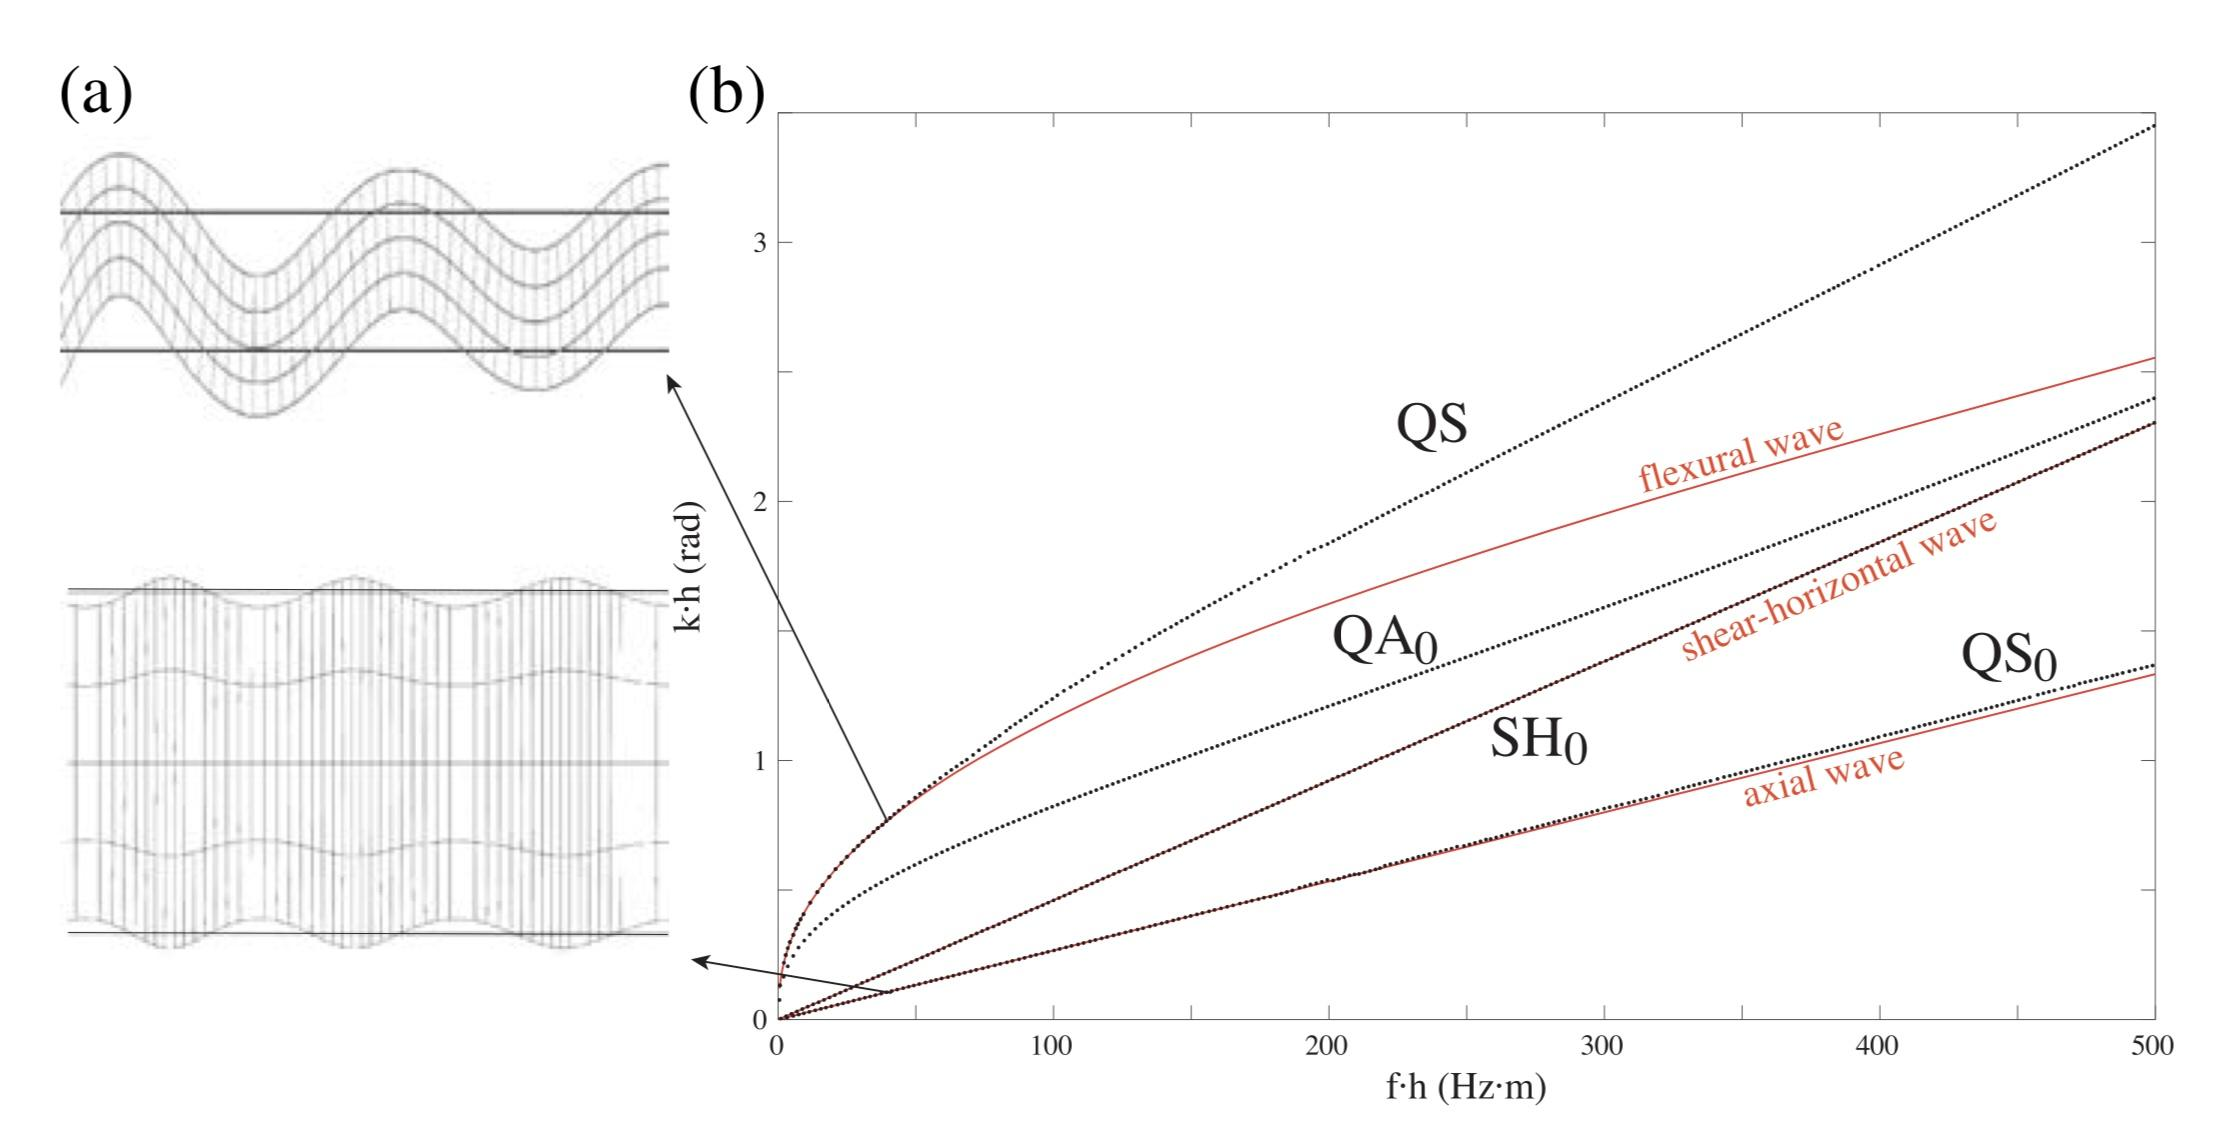 (a)
(b)
k·h (rad)
3
2
1
0
QS
flexural wave
QA0
shear-horizontal wave
QS0
SH0
axial wave
0 100 200 300 400 500
f·h (Hz·m)